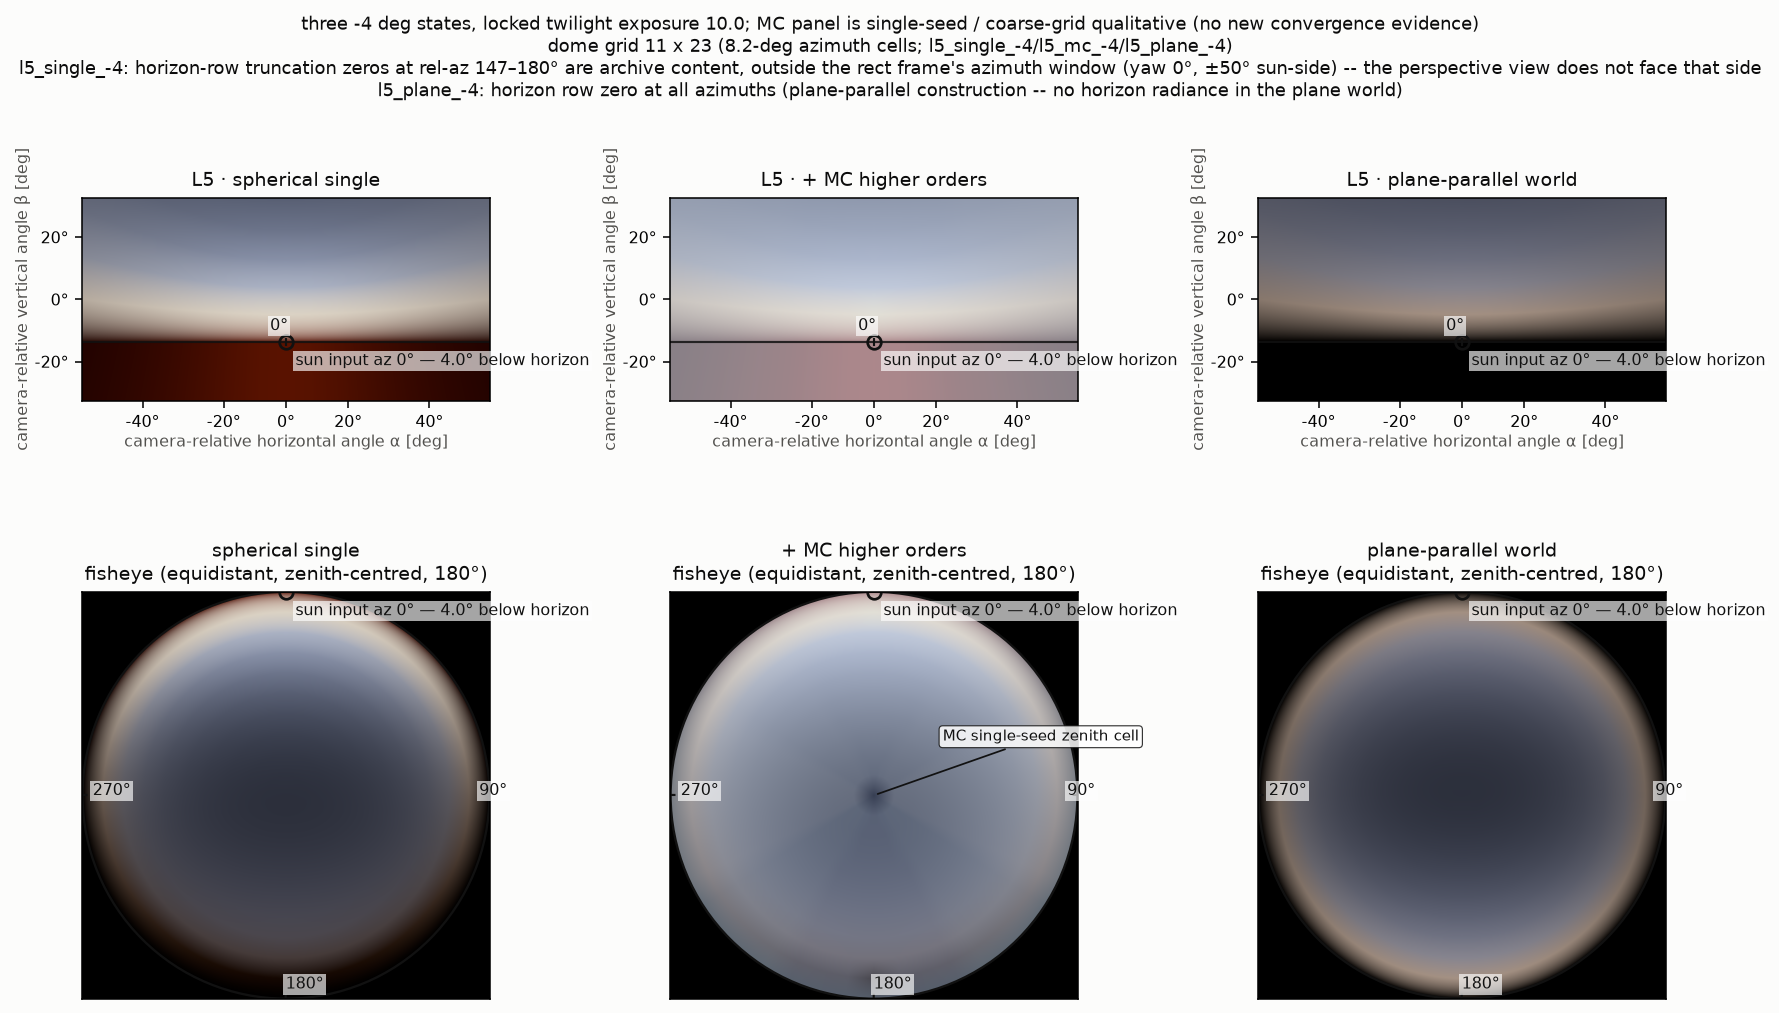 three -4 deg states, locked twilight exposure 10.0; MC panel is single-seed / coarse-grid qualitative (no new convergence evidence)
dome grid 11 x 23 (8.2-deg azimuth cells; l5_single_-4/l5_mc_-4/l5_plane_-4)
l5_single_-4: horizon-row truncation zeros at rel-az 147–180° are archive content, outside the rect frame's azimuth window (yaw 0°, ±50° sun-side) -- the perspective view does not face that side
l5_plane_-4: horizon row zero at all azimuths (plane-parallel construction -- no horizon radiance in the plane world)
L5 · spherical single
camera-relative vertical angle β [deg]
20°
0°
-20°
0°
sun input az 0° — 4.0° below horizon
-40°
-20°
0°
20°
40°
camera-relative horizontal angle α [deg]
L5 · + MC higher orders
camera-relative vertical angle β [deg]
20°
0°
-20°
0°
sun input az 0° — 4.0° below horizon
-40°
-20°
0°
20°
40°
camera-relative horizontal angle α [deg]
L5 · plane-parallel world
camera-relative vertical angle β [deg]
20°
0°
-20°
0°
sun input az 0° — 4.0° below horizon
-40°
-20°
0°
20°
40°
camera-relative horizontal angle α [deg]
spherical single
fisheye (equidistant, zenith-centred, 180°)
sun input az 0° — 4.0° below horizon
270°
90°
180°
+ MC higher orders
fisheye (equidistant, zenith-centred, 180°)
sun input az 0° — 4.0° below horizon
MC single-seed zenith cell
270°
90°
180°
plane-parallel world
fisheye (equidistant, zenith-centred, 180°)
sun input az 0° — 4.0° below horizon
270°
90°
180°